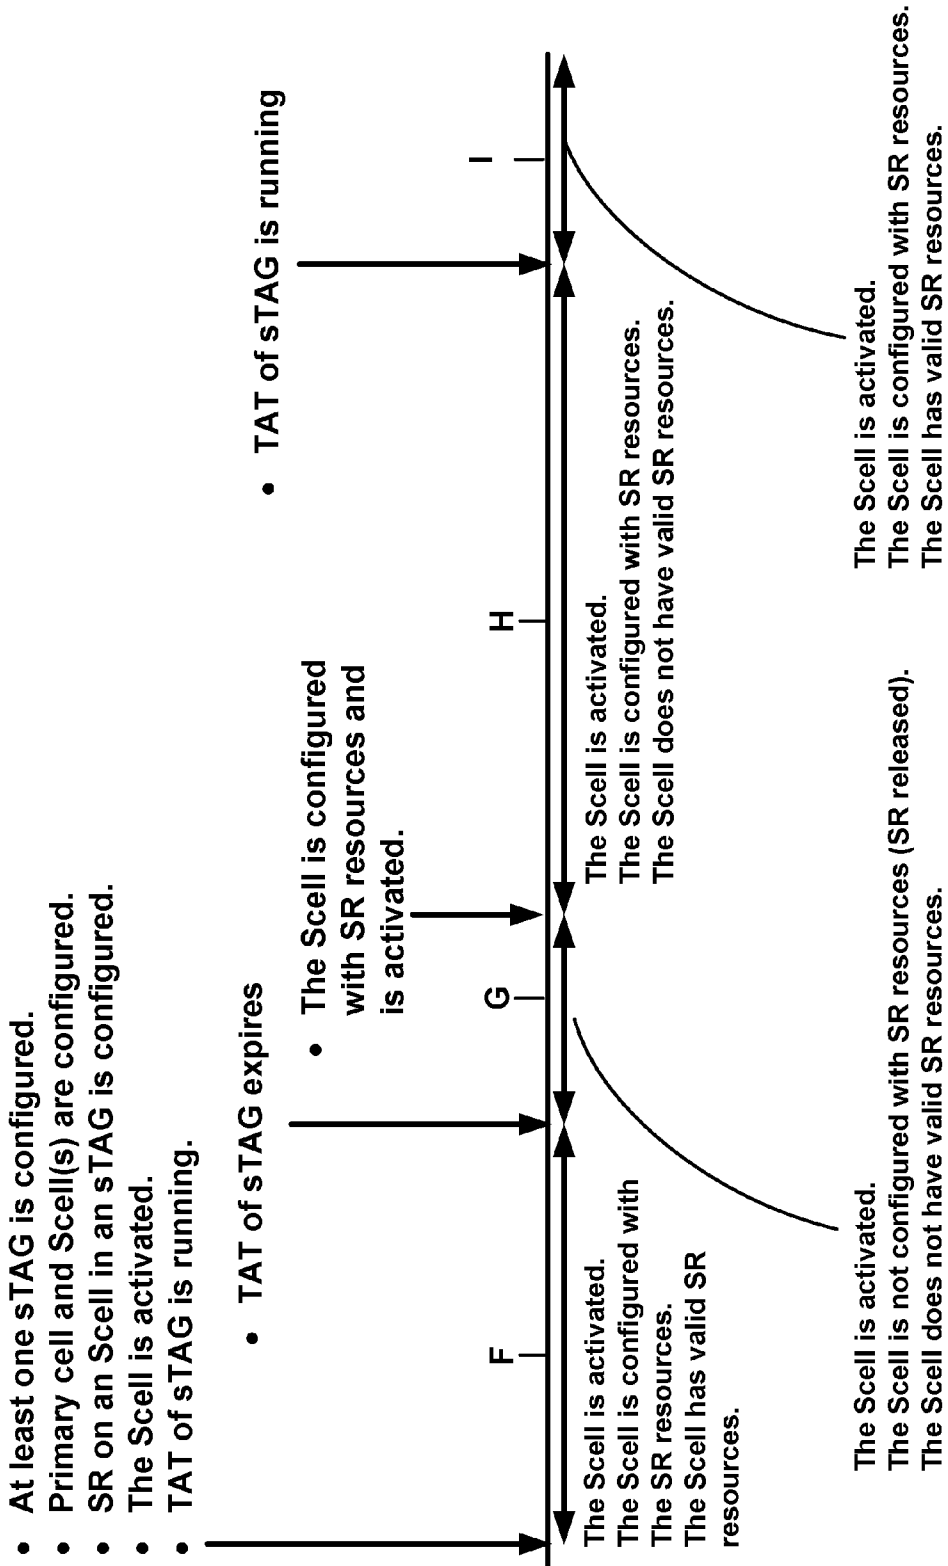 • At least one sTAG is configured.
• Primary cell and Scell(s) are configured.
• SR on an Scell in an sTAG is configured.
• The Scell is activated.
• TAT of sTAG is running.
• TAT of sTAG expires
• The Scell is configured
with SR resources and
is activated.
• TAT of sTAG is running
F
G
H
I
The Scell is activated.
The Scell is configured with
the SR resources.
The Scell has valid SR
resources.
The Scell is activated.
The Scell is configured with SR resources.
The Scell does not have valid SR resources.
The Scell is activated.
The Scell is not configured with SR resources (SR released).
The Scell does not have valid SR resources.
The Scell is activated.
The Scell is configured with SR resources.
The Scell has valid SR resources.